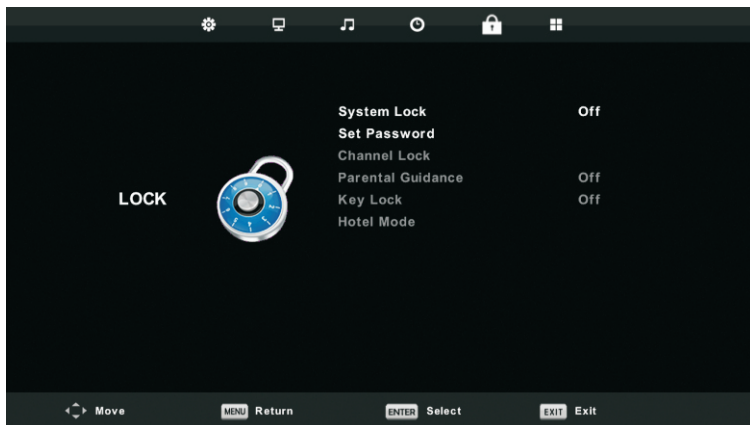 System Lock Off
Set Password
Channel Lock
Parental Guidance Off
LOCK
Key Lock Off
Hotel Mode
Move MENU Return ENTER Select EXIT Exit